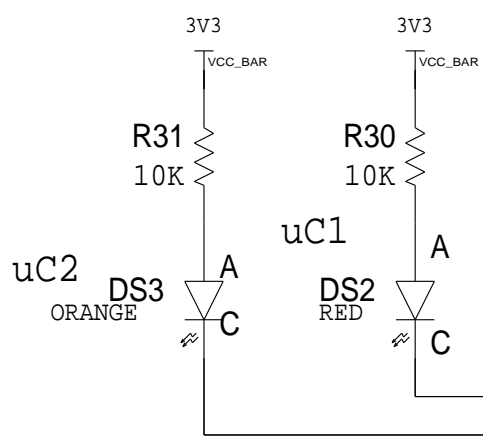 3V3 3V3
VCC_BAR VCC_BAR
R31 R30
10K 10K
uC1
A A
uC2
DS3 DS2
ORANGE RED
C C